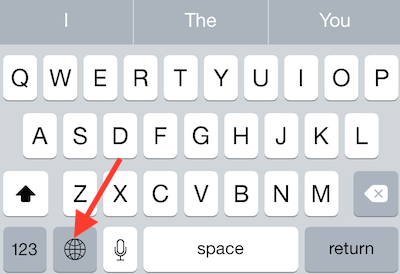 I The You
Q W E R T Y U I O P
A S D F G H J K L
Z X C V B N M
123 space return